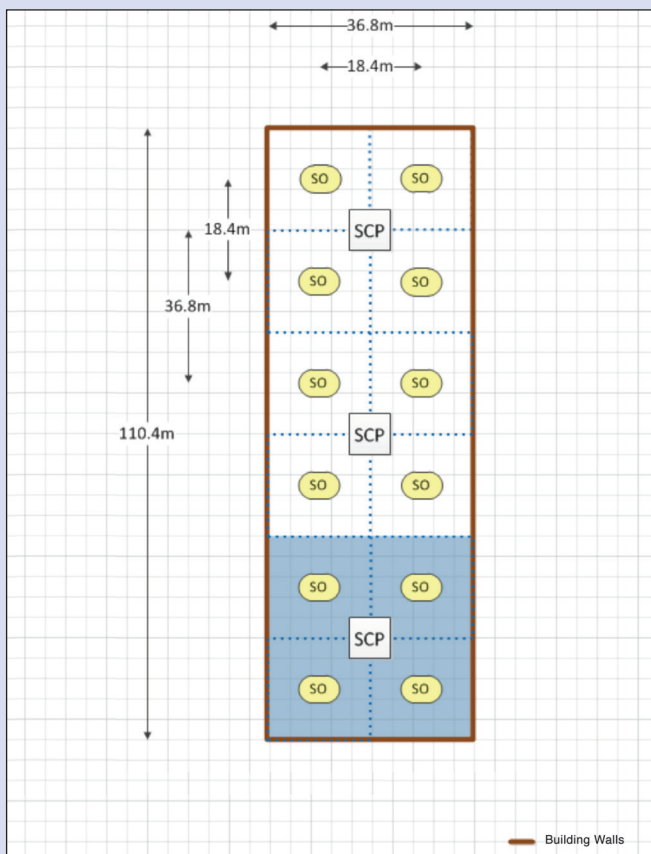 36.8m
18.4m
SO SO
SCP
18.4m
SO SO
36.8m
SO SO
110.4m
SCP
SO SO
SO SO
SCP
SO SO
Building Walls